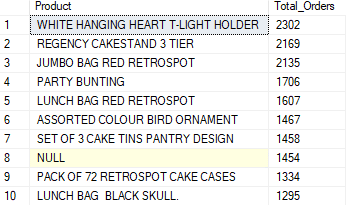 Product Total_Orders
1 WHITE HANGING HEART T-LIGHT HOLDER 2302
2 REGENCY CAKESTAND 3 TIER 2169
3 JUMBO BAG RED RETROSPOT 2135
4 PARTY BUNTING 1706
5 LUNCH BAG RED RETROSPOT 1607
6 ASSORTED COLOUR BIRD ORNAMENT 1467
7 SET OF 3 CAKE TINS PANTRY DESIGN 1458
8 NULL 1454
9 PACK OF 72 RETROSPOT CAKE CASES 1334
10 LUNCH BAG  BLACK SKULL. 1295